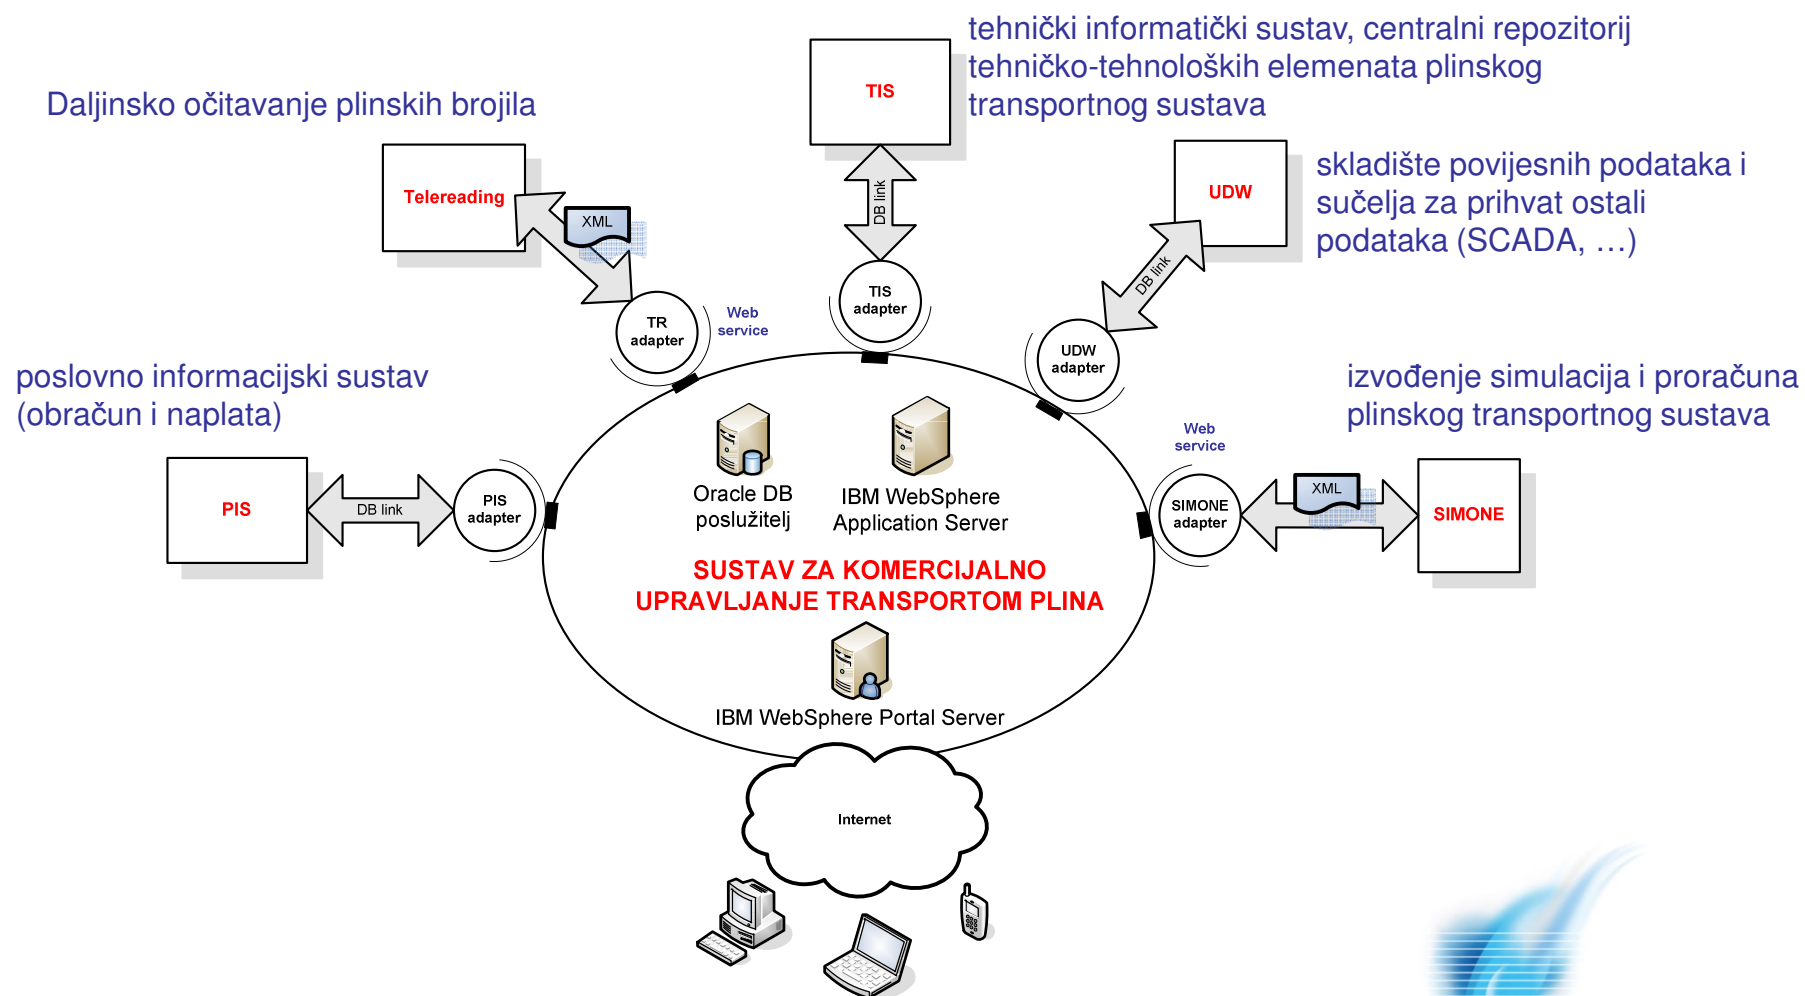 tehnički informatički sustav, centralni repozitorij
tehničko-tehnoloških elemenata plinskog
transportnog sustava
Daljinsko očitavanje plinskih brojila
TIS
Telereading
XML
DB link
UDW
skladište povijesnih podataka i
sučelja za prihvat ostali
podataka (SCADA, …)
DB link
TIS
adapter
TR
adapter
Web
service
UDW
adapter
poslovno informacijski sustav
(obračun i naplata)
izvođenje simulacija i proračuna
plinskog transportnog sustava
Web
service
PIS
DB link
PIS
adapter
Oracle DB
poslužitelj
IBM WebSphere
Application Server
SIMONE
adapter
XML
SIMONE
SUSTAV ZA KOMERCIJALNO
UPRAVLJANJE TRANSPORTOM PLINA
IBM WebSphere Portal Server
Internet